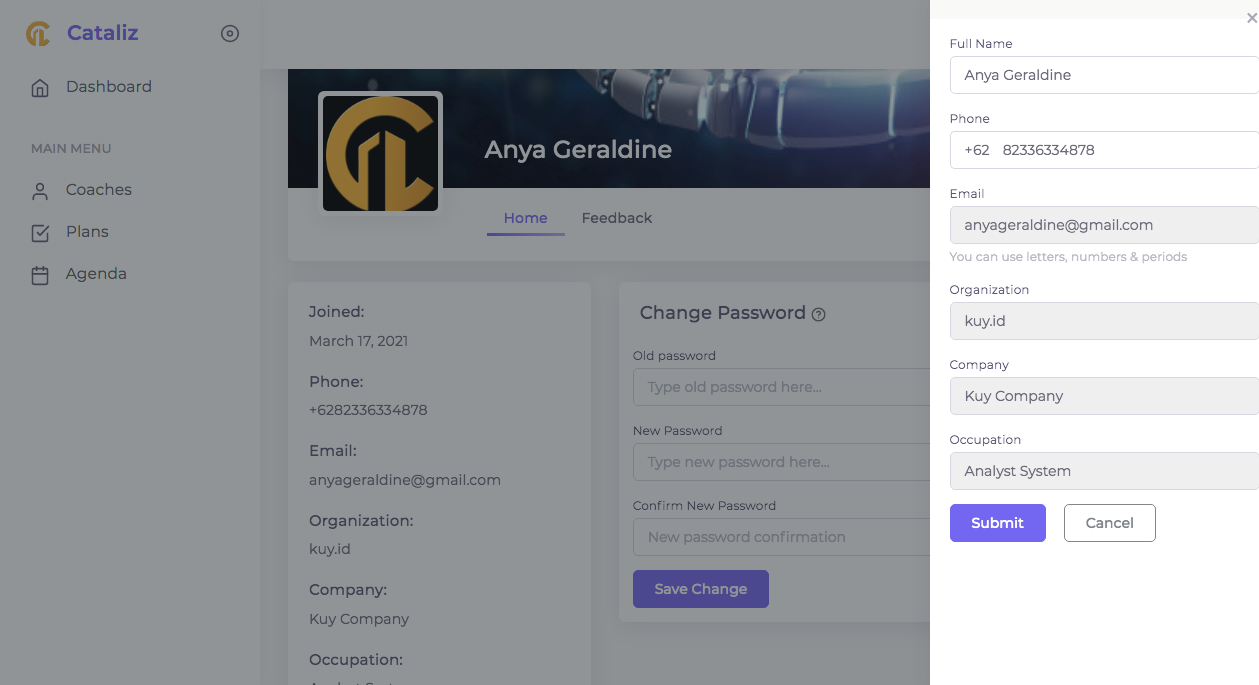 Cataliz
Dashboard
MAIN MENU
Coaches
Plans
Agenda
Anya Geraldine
Home
Feedback
Joined:
March 17, 2021
Phone:
+6282336334878
Email:
anyageraldine@gmail.com
Organization:
kuy.id
Company:
Kuy Company
Occupation:
Change Password
Old password
Type old password here...
New Password
Type new password here...
Confirm New Password
New password confirmation
Save Change
Full Name
Anya Geraldine
Phone
+62 82336334878
Email
anyageraldine@gmail.com
You can use letters, numbers & periods
Organization
kuy.id
Company
Kuy Company
Occupation
Analyst System
Submit
Cancel